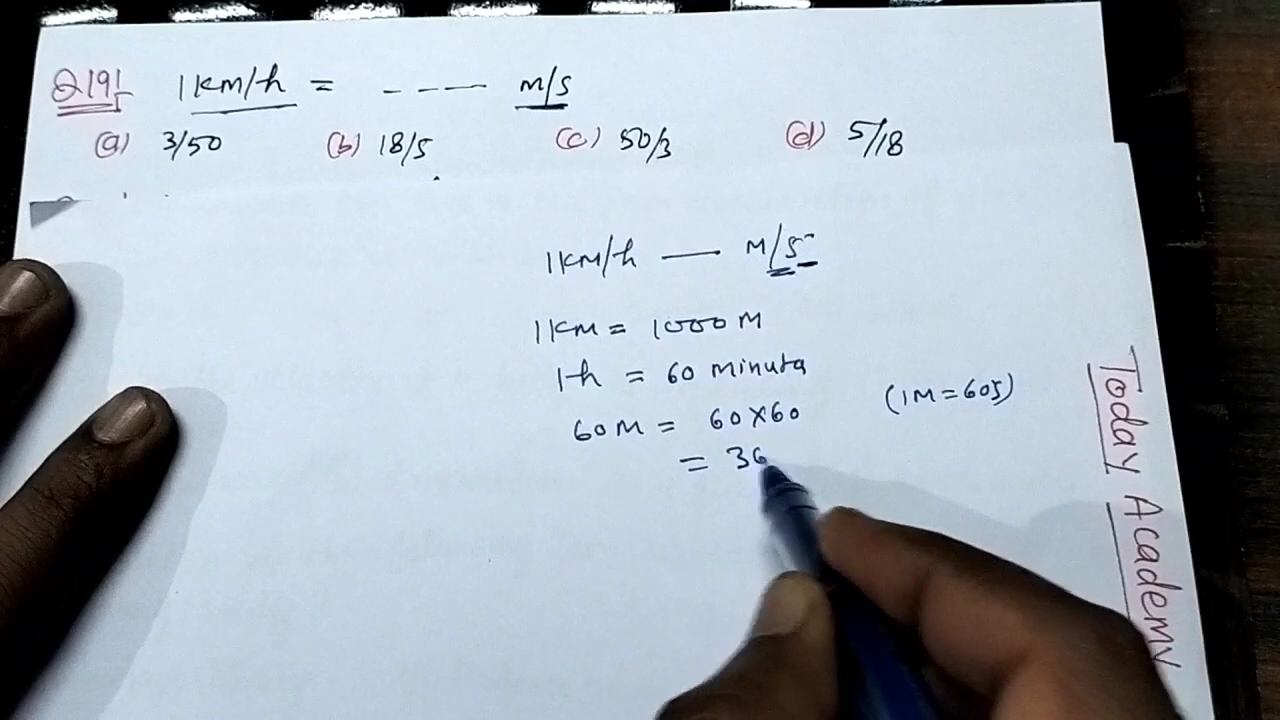 Q19! 1KM/h = ---- M/S
(a) 3/50 (b) 18/5 (c) 50/3 (d) 5/18
1KM/h — M/S
1KM = 1000M
1h = 60 minuta
60M = 60×60 (1M=60S)
= 36
Today Academy